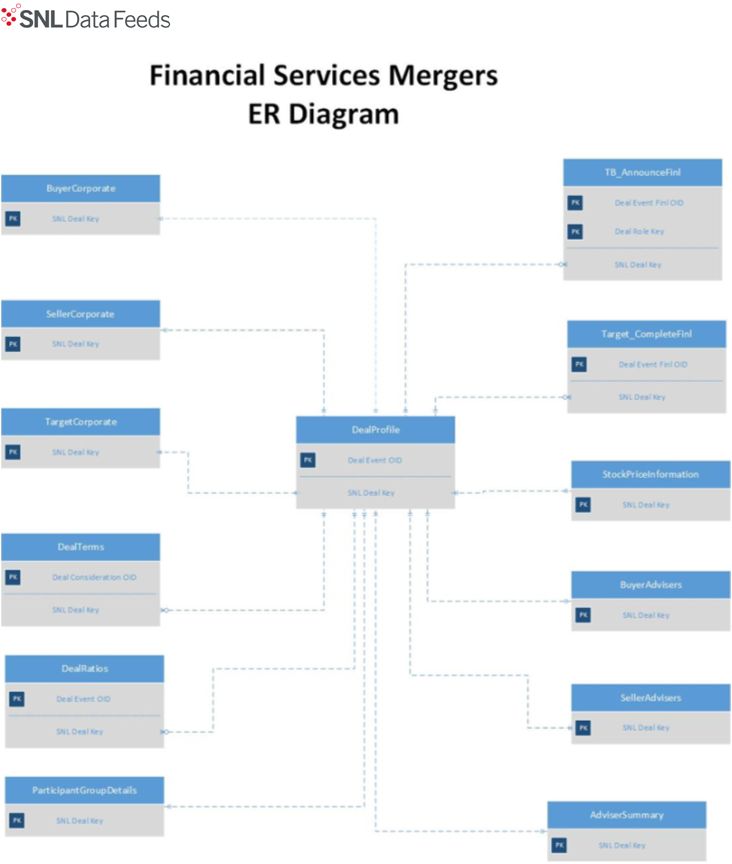 SNL Data Feeds
Financial Services Mergers
ER Diagram
BuyerCorporate
PK SNL Deal Key
SellerCorporate
PK SNL Deal Key
TargetCorporate
PK SNL Deal Key
DealTerms
PK Deal Consideration OID
SNL Deal Key
DealRatios
PK Deal Event OID
SNL Deal Key
ParticipantGroupDetails
PK SNL Deal Key
DealProfile
PK Deal Event OID
SNL Deal Key
TB_AnnounceFinl
PK Deal Event Finl OID
PK Deal Role Key
SNL Deal Key
Target_CompleteFinl
PK Deal Event Finl OID
SNL Deal Key
StockPriceInformation
PK SNL Deal Key
BuyerAdvisers
PK SNL Deal Key
SellerAdvisers
PK SNL Deal Key
AdviserSummary
PK SNL Deal Key